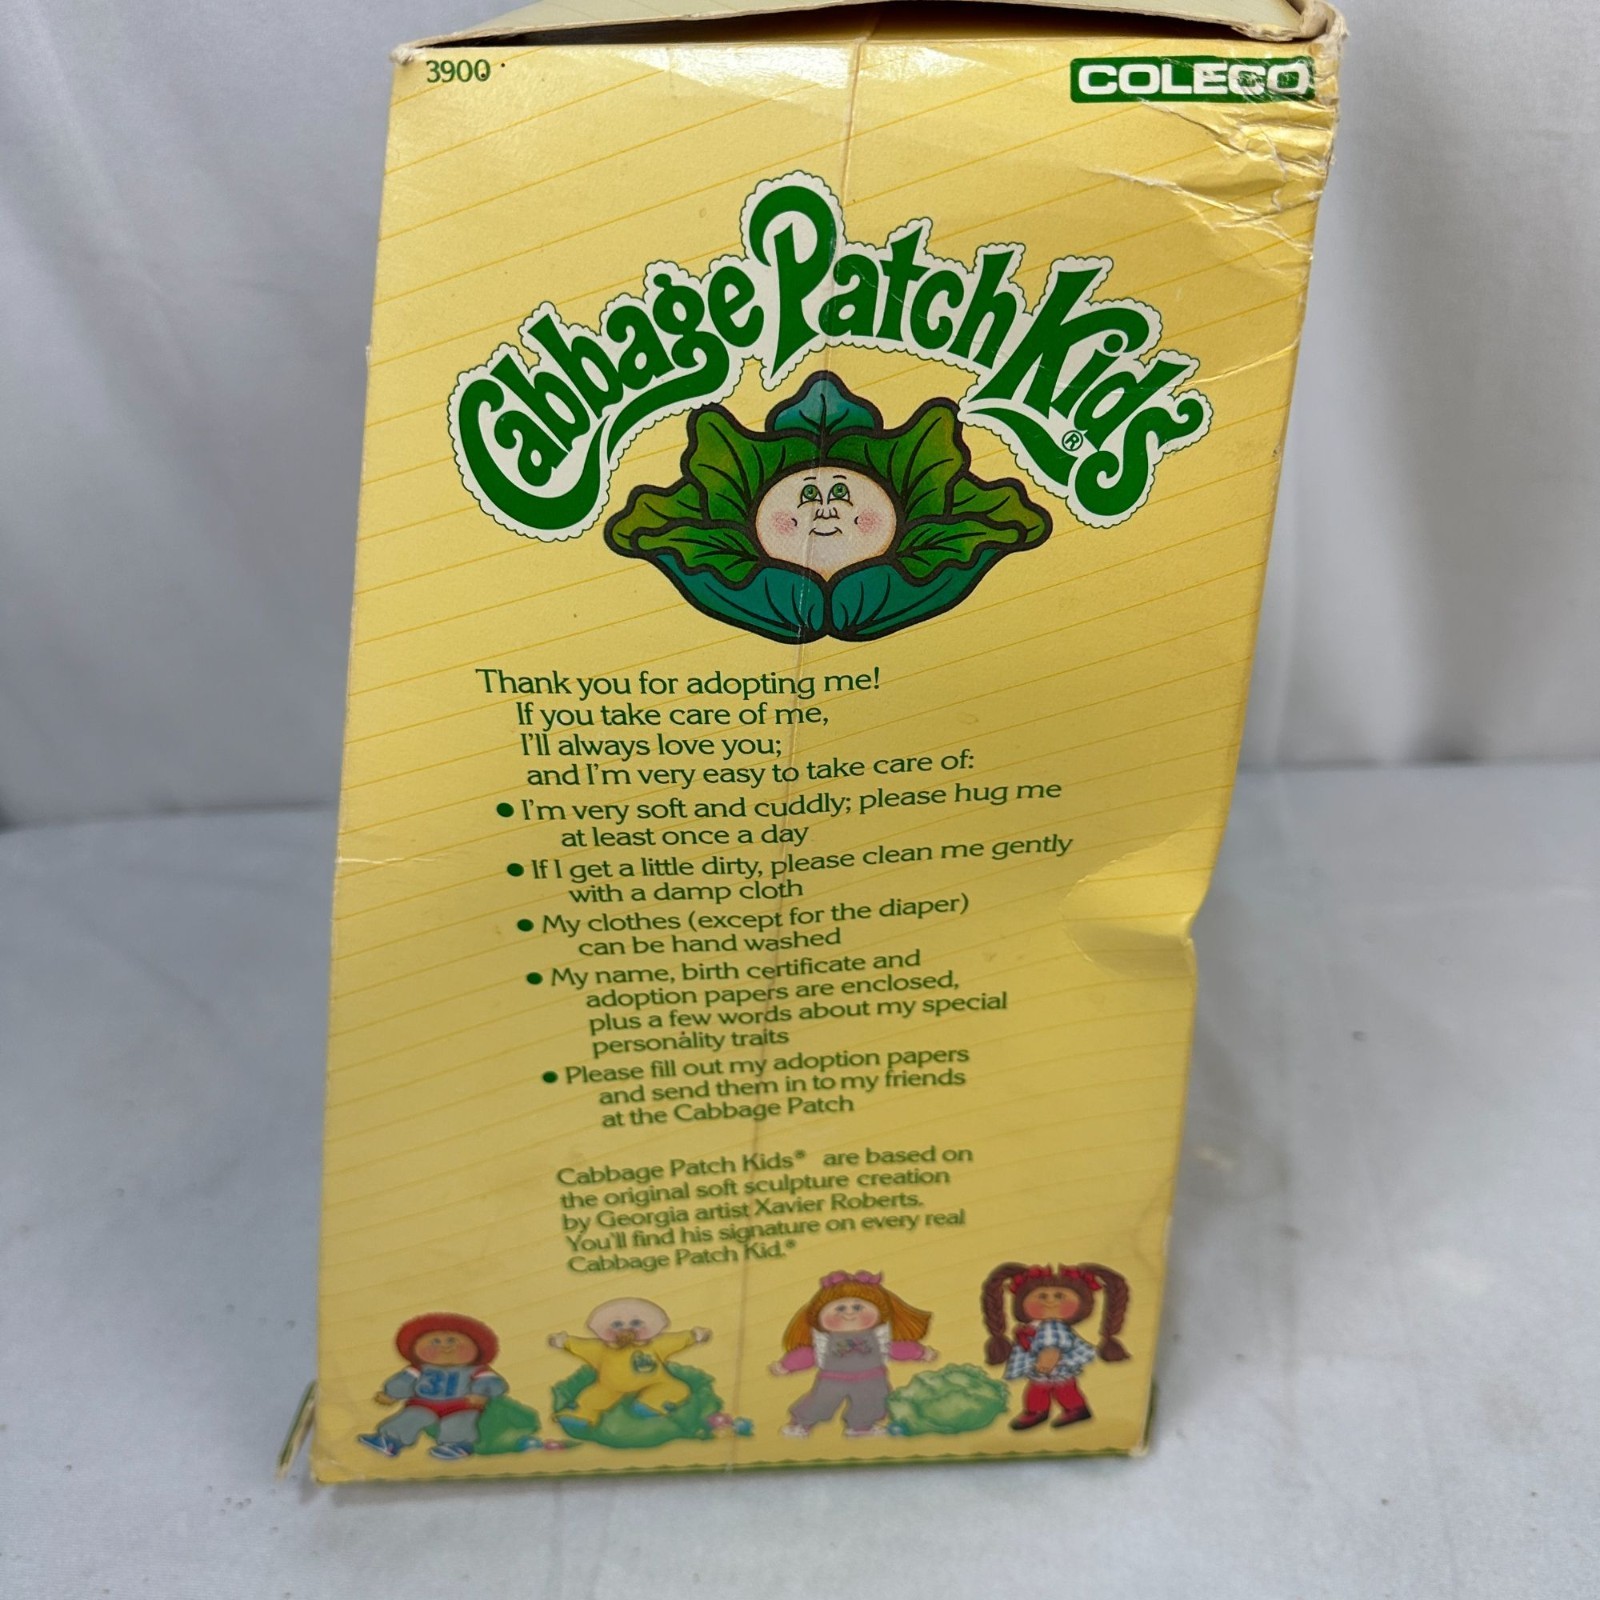 3900
COLECO
Cabbage Patch Kids®
Thank you for adopting me!
If you take care of me,
I'll always love you;
and I'm very easy to take care of:
● I'm very soft and cuddly; please hug me
at least once a day
● If I get a little dirty, please clean me gently
with a damp cloth
● My clothes (except for the diaper)
can be hand washed
● My name, birth certificate and
adoption papers are enclosed,
plus a few words about my special
personality traits
● Please fill out my adoption papers
and send them in to my friends
at the Cabbage Patch
Cabbage Patch Kids® are based on
the original soft sculpture creation
by Georgia artist Xavier Roberts.
You'll find his signature on every real
Cabbage Patch Kid.®
31